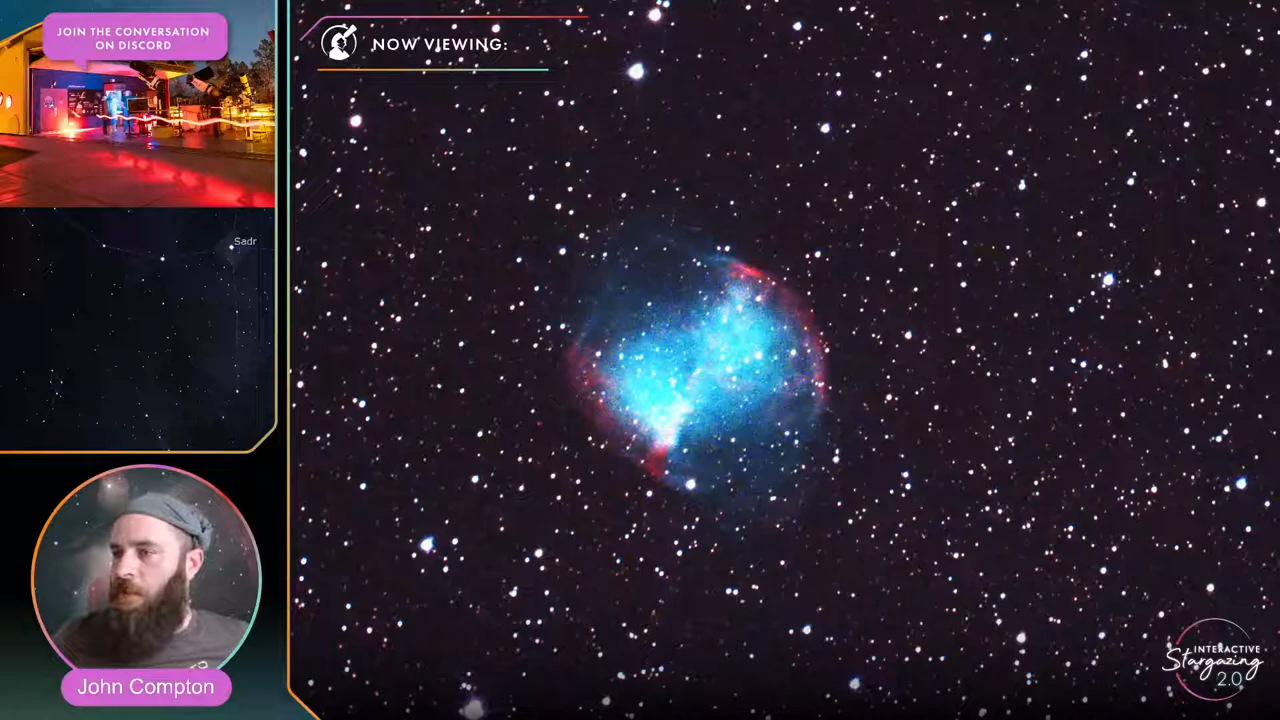 JOIN THE CONVERSATION
ON DISCORD
NOW VIEWING:
Sadr
John Compton
INTERACTIVE
Stargazing
2.0